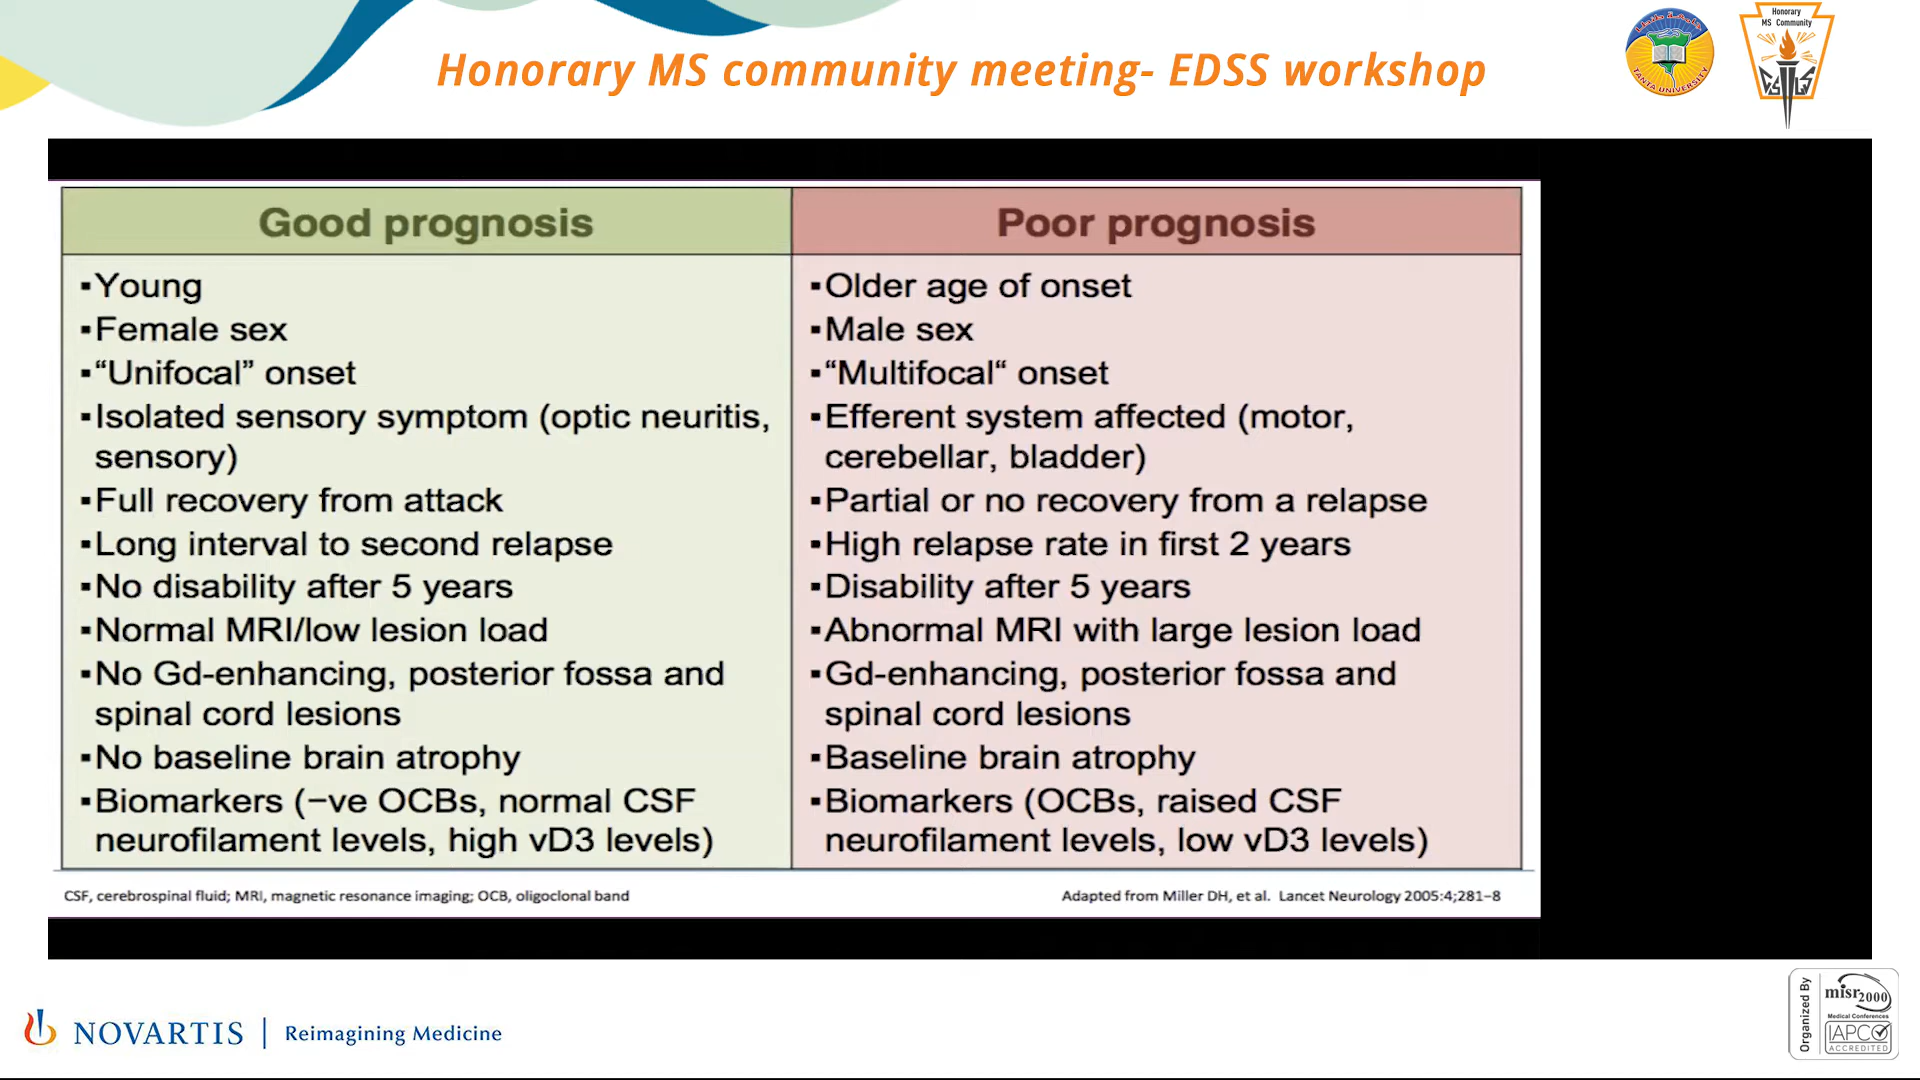 Honorary MS community meeting- EDSS workshop
TANTA UNIVERSITY
Honorary
MS Community
Good prognosis
▪Young
▪Female sex
▪“Unifocal” onset
▪Isolated sensory symptom (optic neuritis,
sensory)
▪Full recovery from attack
▪Long interval to second relapse
▪No disability after 5 years
▪Normal MRI/low lesion load
▪No Gd-enhancing, posterior fossa and
spinal cord lesions
▪No baseline brain atrophy
▪Biomarkers (−ve OCBs, normal CSF
neurofilament levels, high vD3 levels)
Poor prognosis
▪Older age of onset
▪Male sex
▪“Multifocal“ onset
▪Efferent system affected (motor,
cerebellar, bladder)
▪Partial or no recovery from a relapse
▪High relapse rate in first 2 years
▪Disability after 5 years
▪Abnormal MRI with large lesion load
▪Gd-enhancing, posterior fossa and
spinal cord lesions
▪Baseline brain atrophy
▪Biomarkers (OCBs, raised CSF
neurofilament levels, low vD3 levels)
CSF, cerebrospinal fluid; MRI, magnetic resonance imaging; OCB, oligoclonal band
Adapted from Miller DH, et al. Lancet Neurology 2005:4;281−8
NOVARTIS | Reimagining Medicine
Organized By
misr2000
Medical Conferences
IAPCO
ACCREDITED